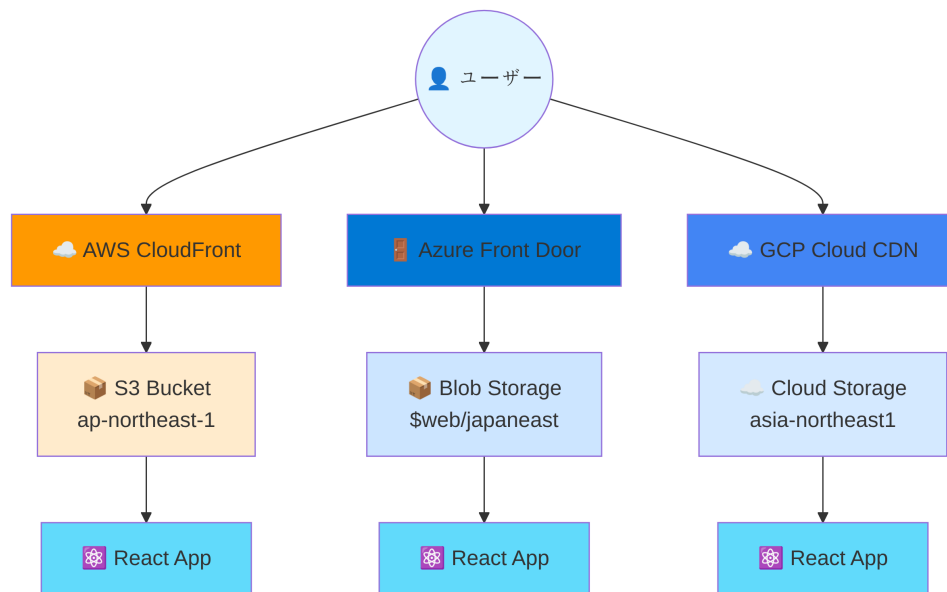 👤 ユーザー
☁️ AWS CloudFront
🚪 Azure Front Door
☁️ GCP Cloud CDN
📦 S3 Bucket
ap-northeast-1
📦 Blob Storage
$web/japaneast
☁️ Cloud Storage
asia-northeast1
⚛️ React App
⚛️ React App
⚛️ React App